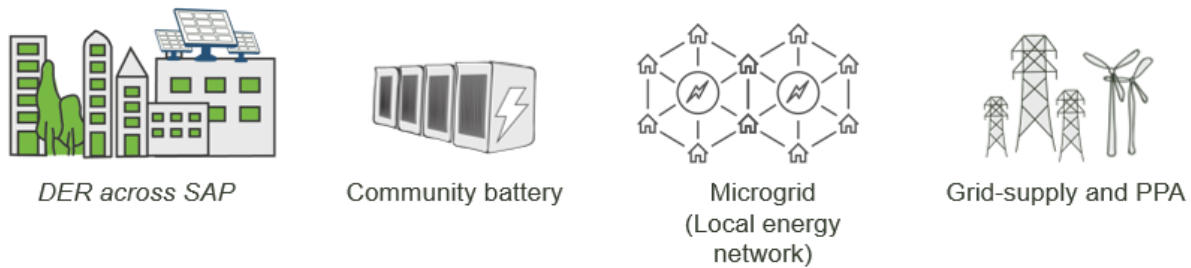 DER across SAP
Community battery
Microgrid
(Local energy
network)
Grid-supply and PPA